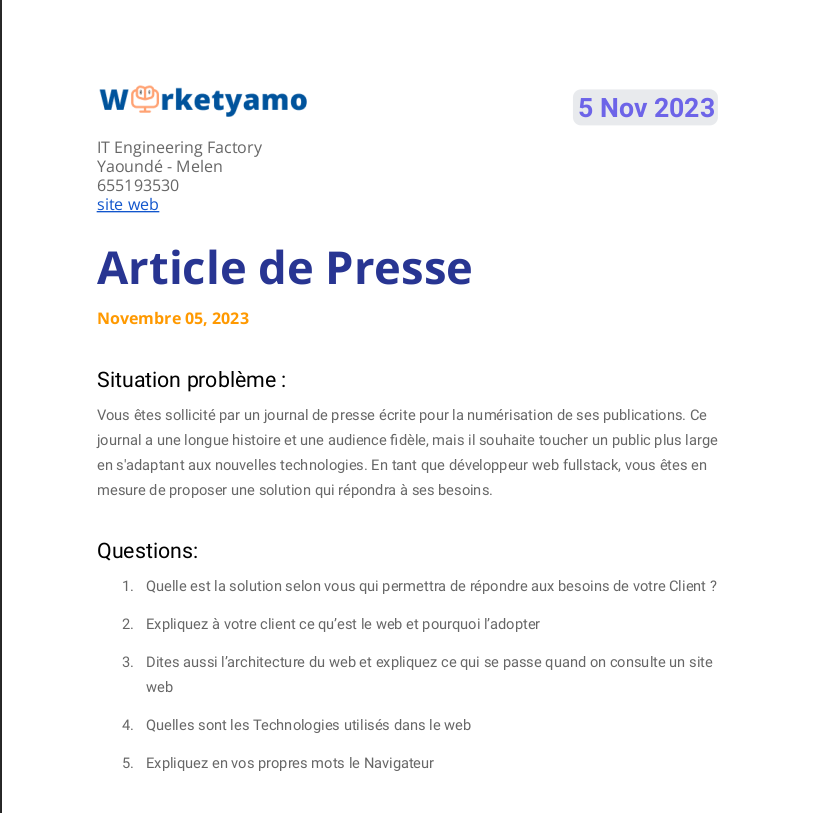 Worketyamo
5 Nov 2023
IT Engineering Factory
Yaoundé - Melen
655193530
site web
Article de Presse
Novembre 05, 2023
Situation problème :
Vous êtes sollicité par un journal de presse écrite pour la numérisation de ses publications. Ce
journal a une longue histoire et une audience fidèle, mais il souhaite toucher un public plus large
en s'adaptant aux nouvelles technologies. En tant que développeur web fullstack, vous êtes en
mesure de proposer une solution qui répondra à ses besoins.
Questions:
1. Quelle est la solution selon vous qui permettra de répondre aux besoins de votre Client ?
2. Expliquez à votre client ce qu’est le web et pourquoi l’adopter
3. Dites aussi l’architecture du web et expliquez ce qui se passe quand on consulte un site
web
4. Quelles sont les Technologies utilisés dans le web
5. Expliquez en vos propres mots le Navigateur